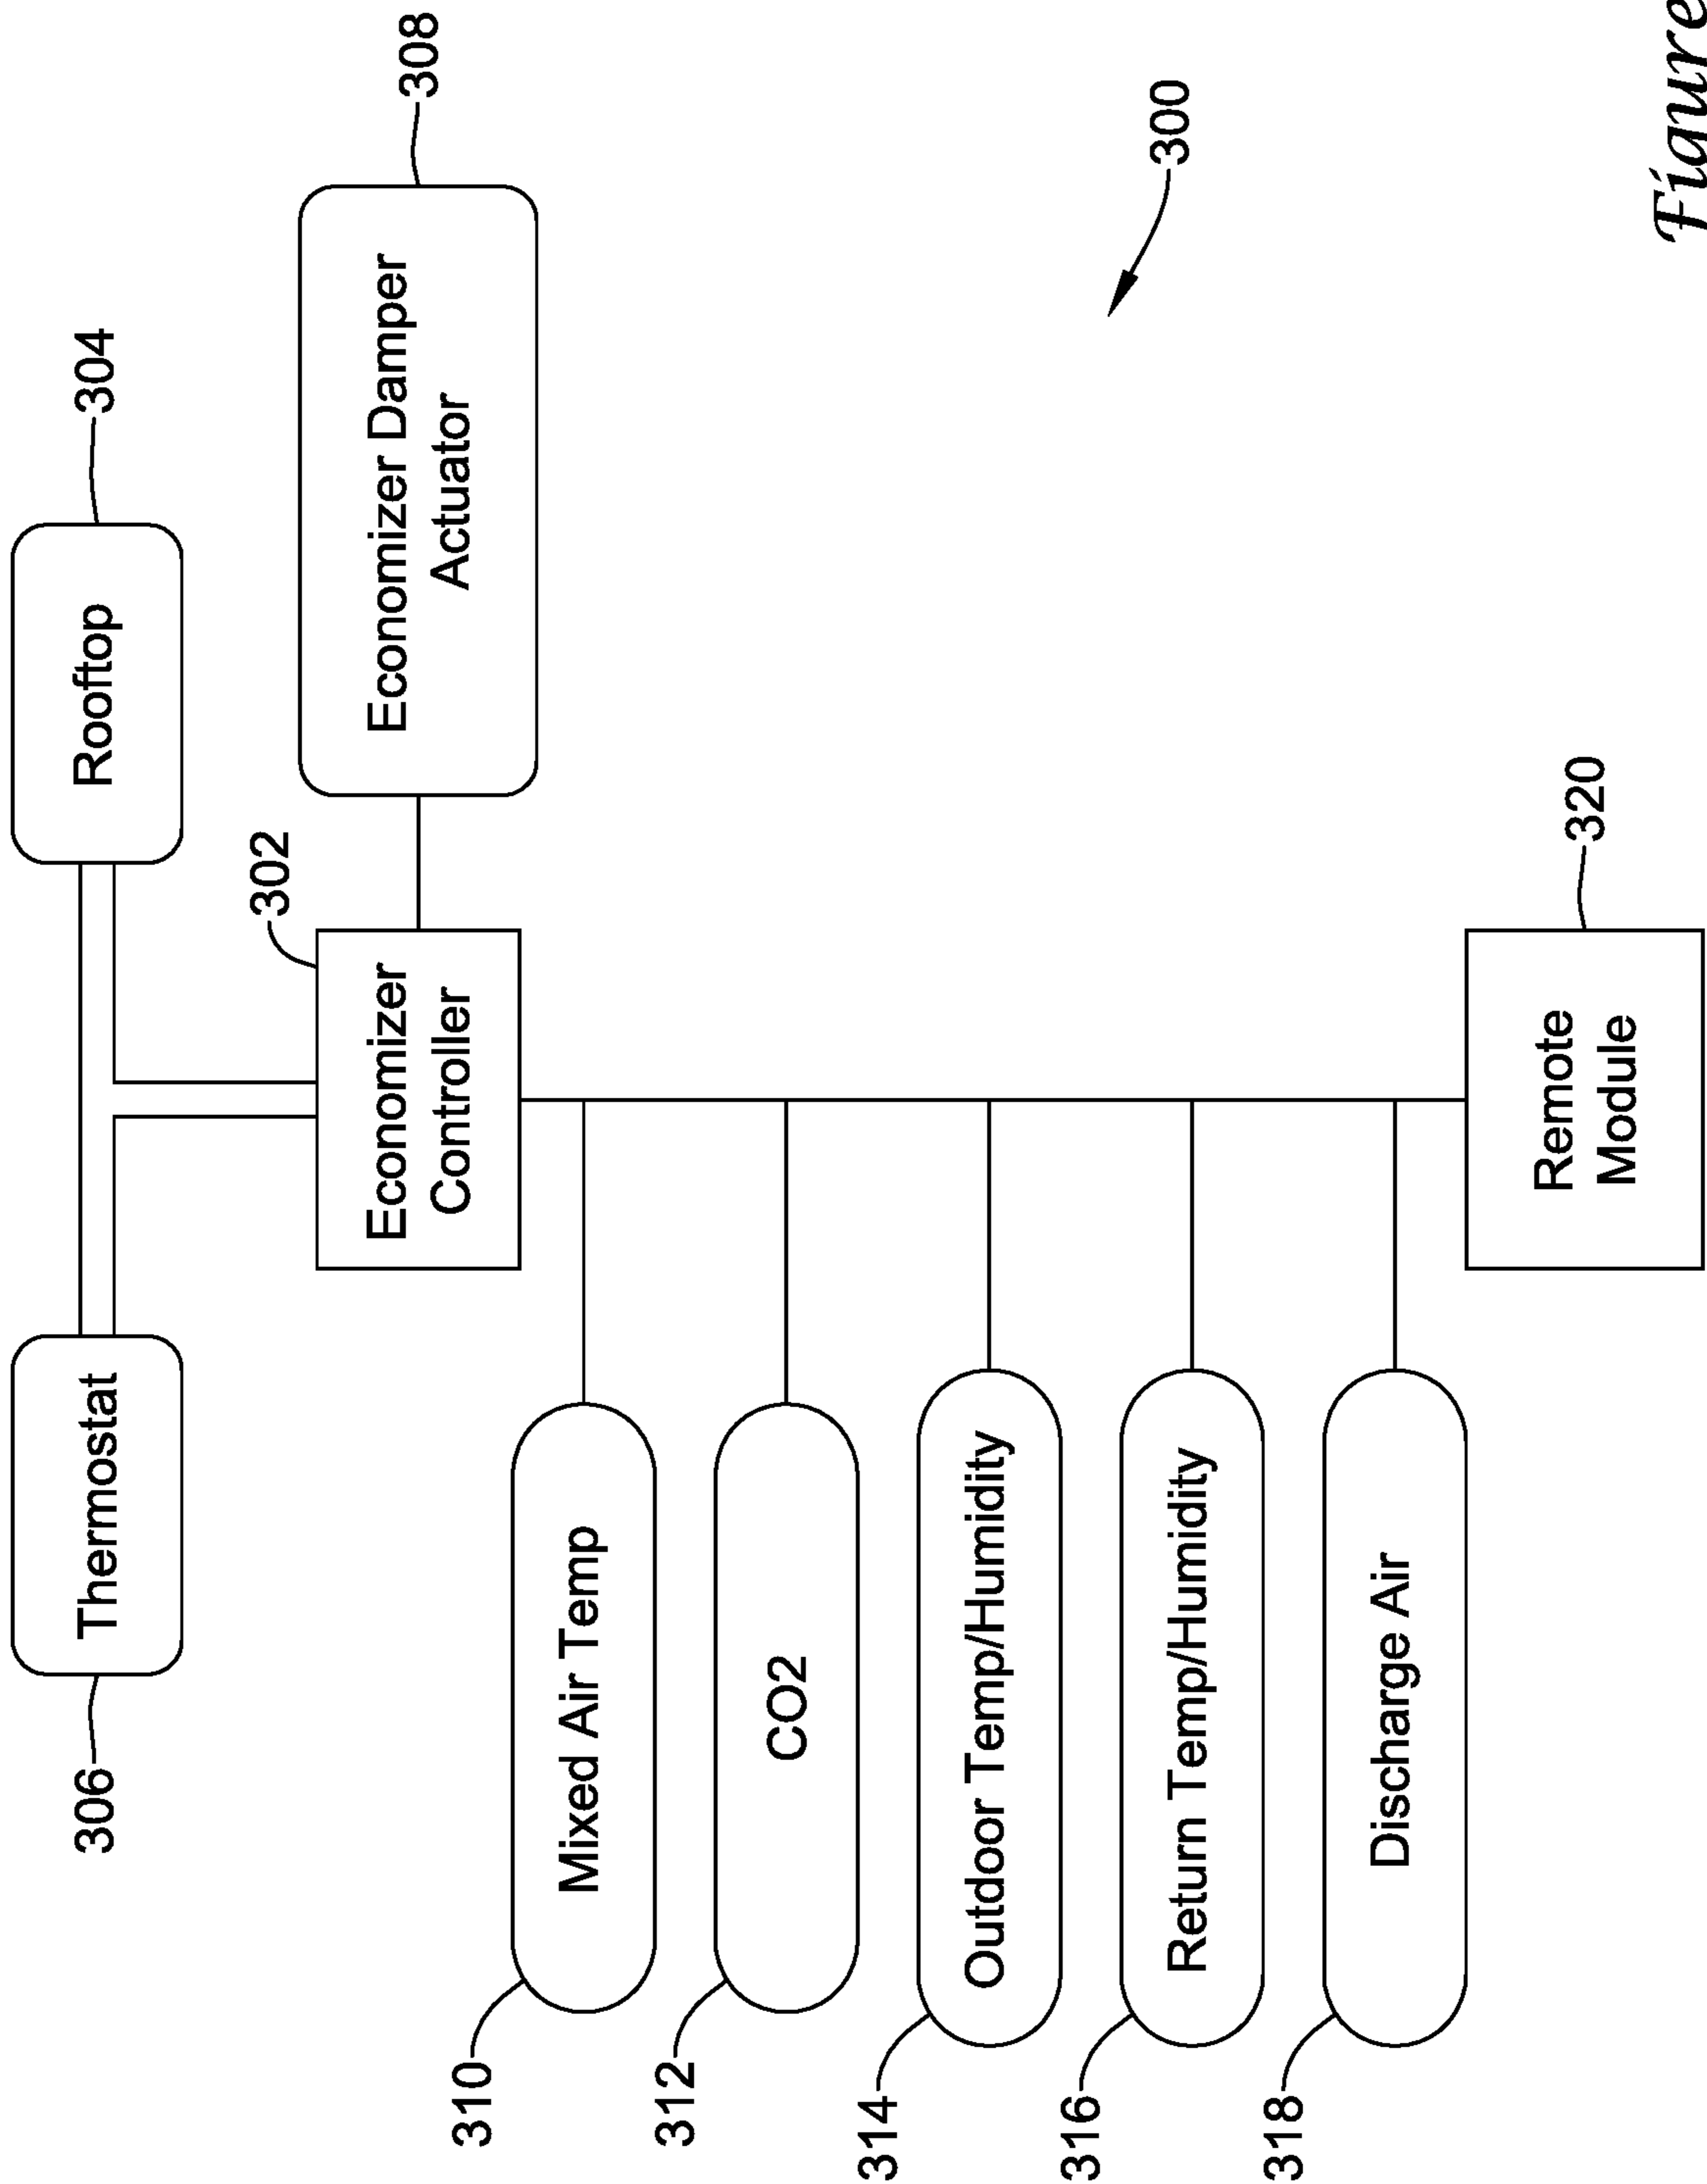 306
Thermostat
Rooftop
304
302
Economizer
Controller
Economizer Damper
Actuator
308
310
Mixed Air Temp
312
CO2
314
Outdoor Temp/Humidity
316
Return Temp/Humidity
300
318
Discharge Air
320
Remote
Module
Figure